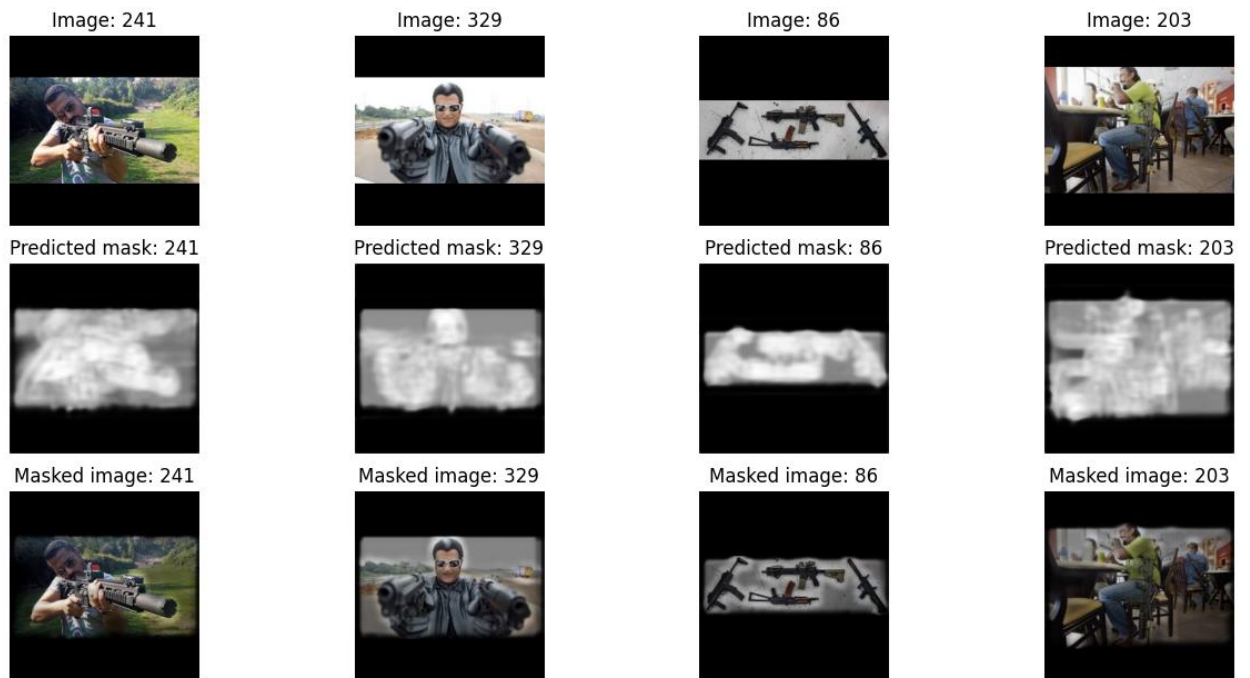 Image: 241
Image: 329
Image: 86
Image: 203
Predicted mask: 241
Predicted mask: 329
Predicted mask: 86
Predicted mask: 203
Masked image: 241
Masked image: 329
Masked image: 86
Masked image: 203